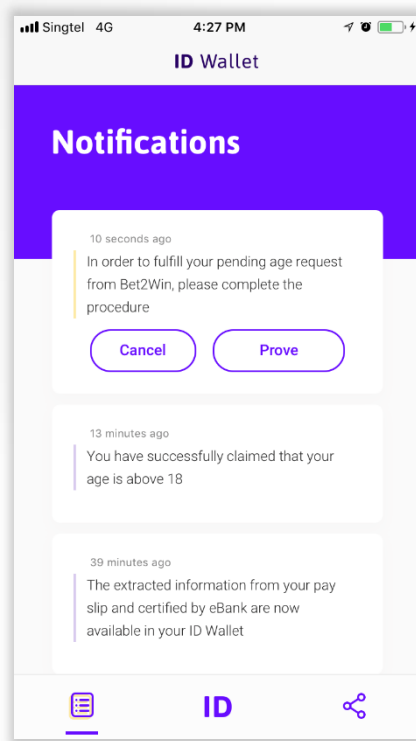 Singtel 4G 4:27 PM
ID Wallet
Notifications
10 seconds ago
In order to fulfill your pending age request
from Bet2Win, please complete the
procedure
Cancel Prove
13 minutes ago
You have successfully claimed that your
age is above 18
39 minutes ago
The extracted information from your pay
slip and certified by eBank are now
available in your ID Wallet
ID